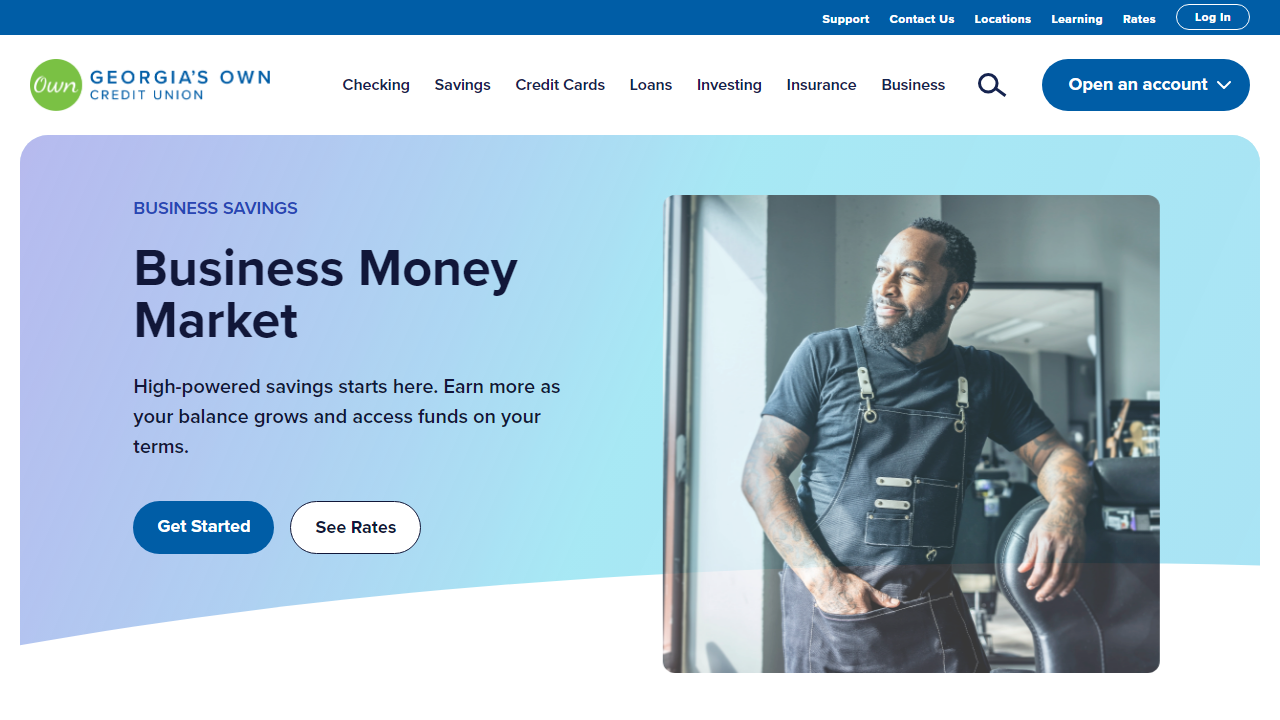 Support Contact Us Locations Learning Rates Log In
Own GEORGIA'S OWN
CREDIT UNION
Checking Savings Credit Cards Loans Investing Insurance Business Open an account
BUSINESS SAVINGS
Business Money
Market
High-powered savings starts here. Earn more as
your balance grows and access funds on your
terms.
Get Started See Rates